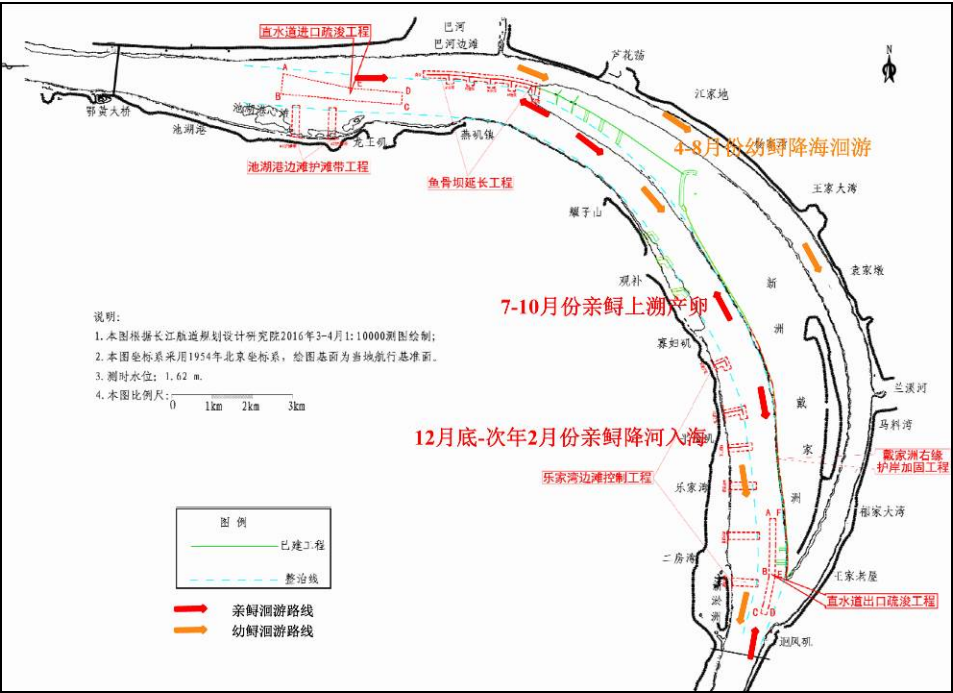 直水道进口疏浚工程
巴河
巴河边滩
芦花荡
江家地
N
A
B
E
D
C
鄂黄大桥
池湖港
龙王矶
燕矶镇
池湖港边滩护滩带工程
鱼骨坝延长工程
4-8月份幼鲟降海洄游
王家大湾
袁家墩
耀子山
观补
新
洲
7-10月份亲鲟上溯产卵
寡妇矶
兰溪河
马料湾
戴
家
洲
12月底-次年2月份亲鲟降河入海
戴家洲右缘
护岸加固工程
乐家湾边滩控制工程
乐家湾
郁家大湾
二房湾
A F
B E
C D
王家老屋
直水道出口疏浚工程
迴风矶
说明:
1.本图根据长江航道规划设计研究院2016年3-4月1:10000测图绘制;
2.本图坐标系采用1954年北京坐标系，绘图基面为当地航行基准面。
3.测时水位: 1.62 m.
4.本图比例尺:
0 1km 2km 3km
图 例
已建工程
整治线
亲鲟洄游路线
幼鲟洄游路线